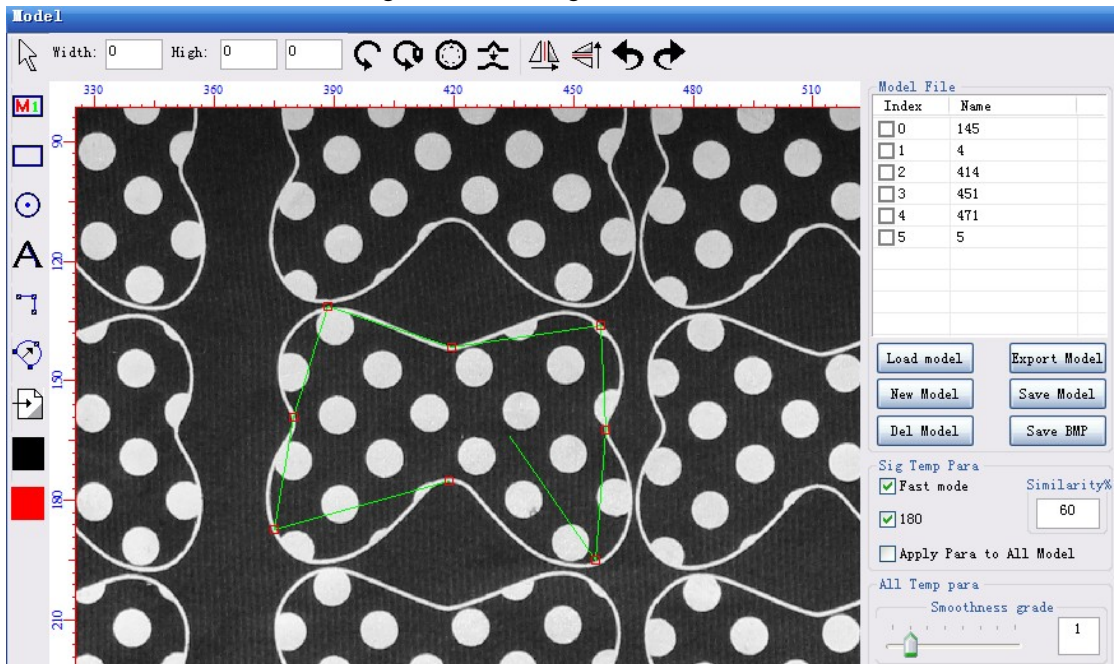 Model
Width: 0 High: 0 0
330 360 390 420 450 480 510
90
120
150
180
210
M1
A
Model File
Index Name
0 145
1 4
2 414
3 451
4 471
5 5
Load model Export Model
New Model Save Model
Del Model Save BMP
Sig Temp Para
Fast mode Similarity%
180 60
Apply Para to All Model
All Temp para
Smoothness grade
1